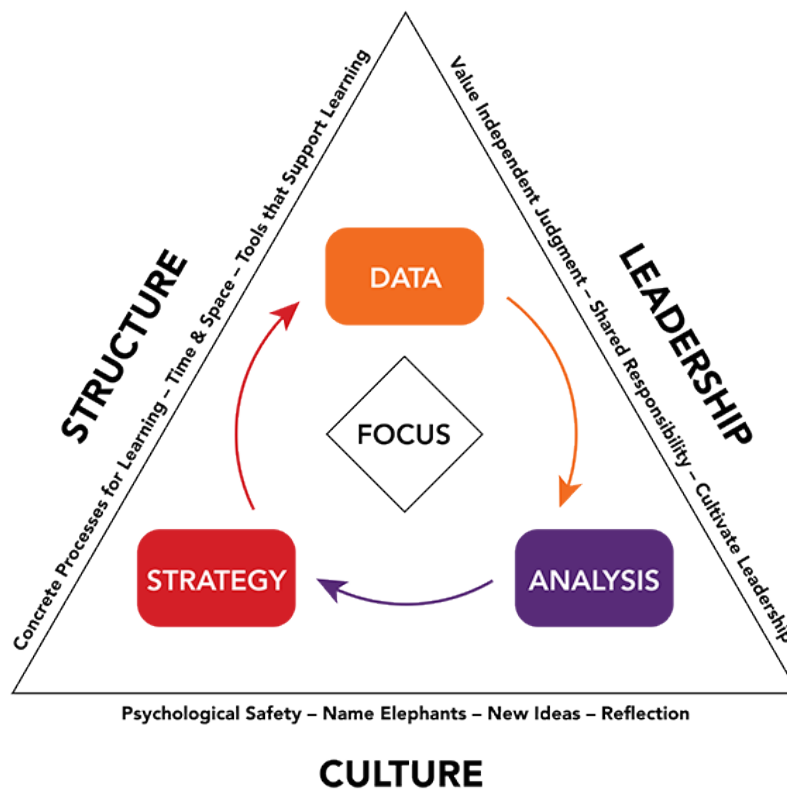 STRUCTURE
Concrete Processes for Learning – Time & Space – Tools that Support Learning
Value Independent Judgment – Shared Responsibility – Cultivate Leadership
LEADERSHIP
DATA
FOCUS
STRATEGY
ANALYSIS
Psychological Safety – Name Elephants – New Ideas – Reflection
CULTURE